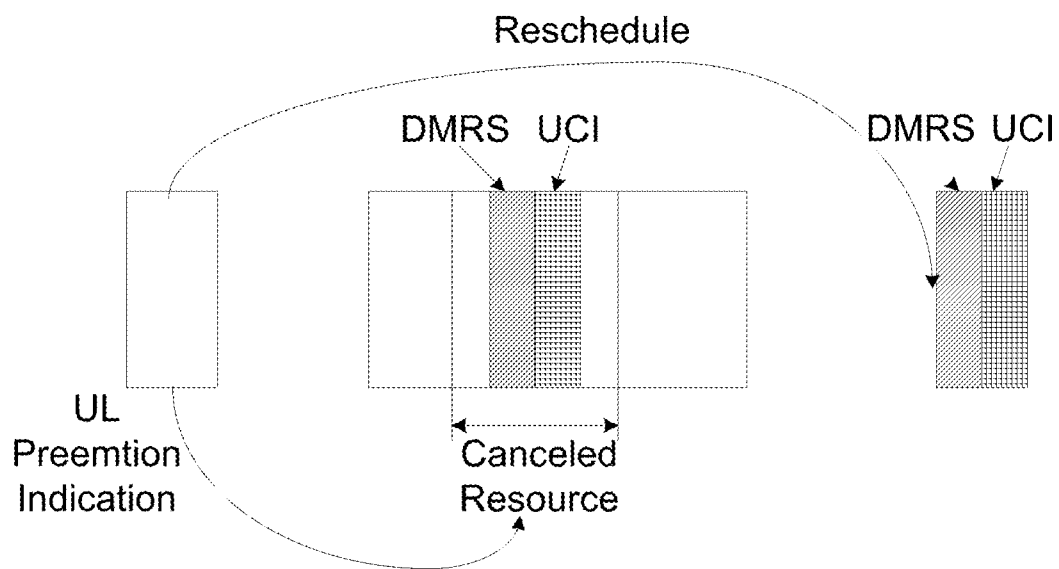 Reschedule
DMRS UCI
DMRS UCI
UL
Preemtion
Indication
Canceled
Resource